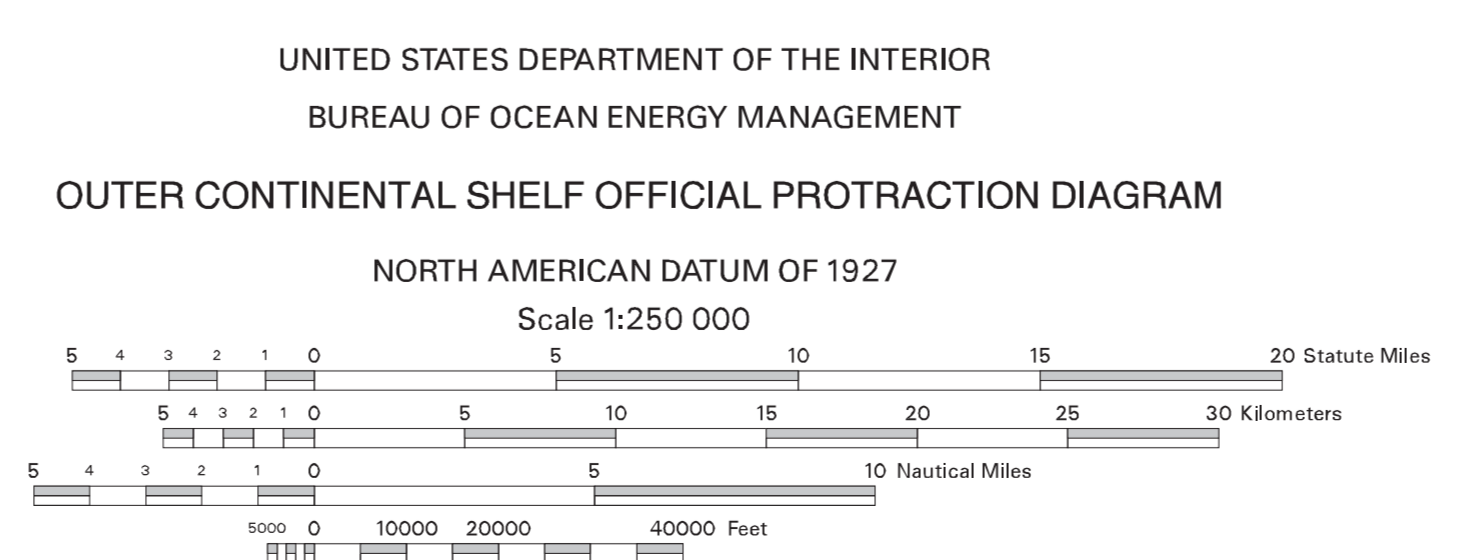 UNITED STATES DEPARTMENT OF THE INTERIOR
BUREAU OF OCEAN ENERGY MANAGEMENT
OUTER CONTINENTAL SHELF OFFICIAL PROTRACTION DIAGRAM
NORTH AMERICAN DATUM OF 1927
Scale 1:250 000
5 4 3 2 1 0 5 10 15 20 Statute Miles
5 4 3 2 1 0 5 10 15 20 25 30 Kilometers
5 4 3 2 1 0 5 10 Nautical Miles
5000 0 10000 20000 40000 Feet